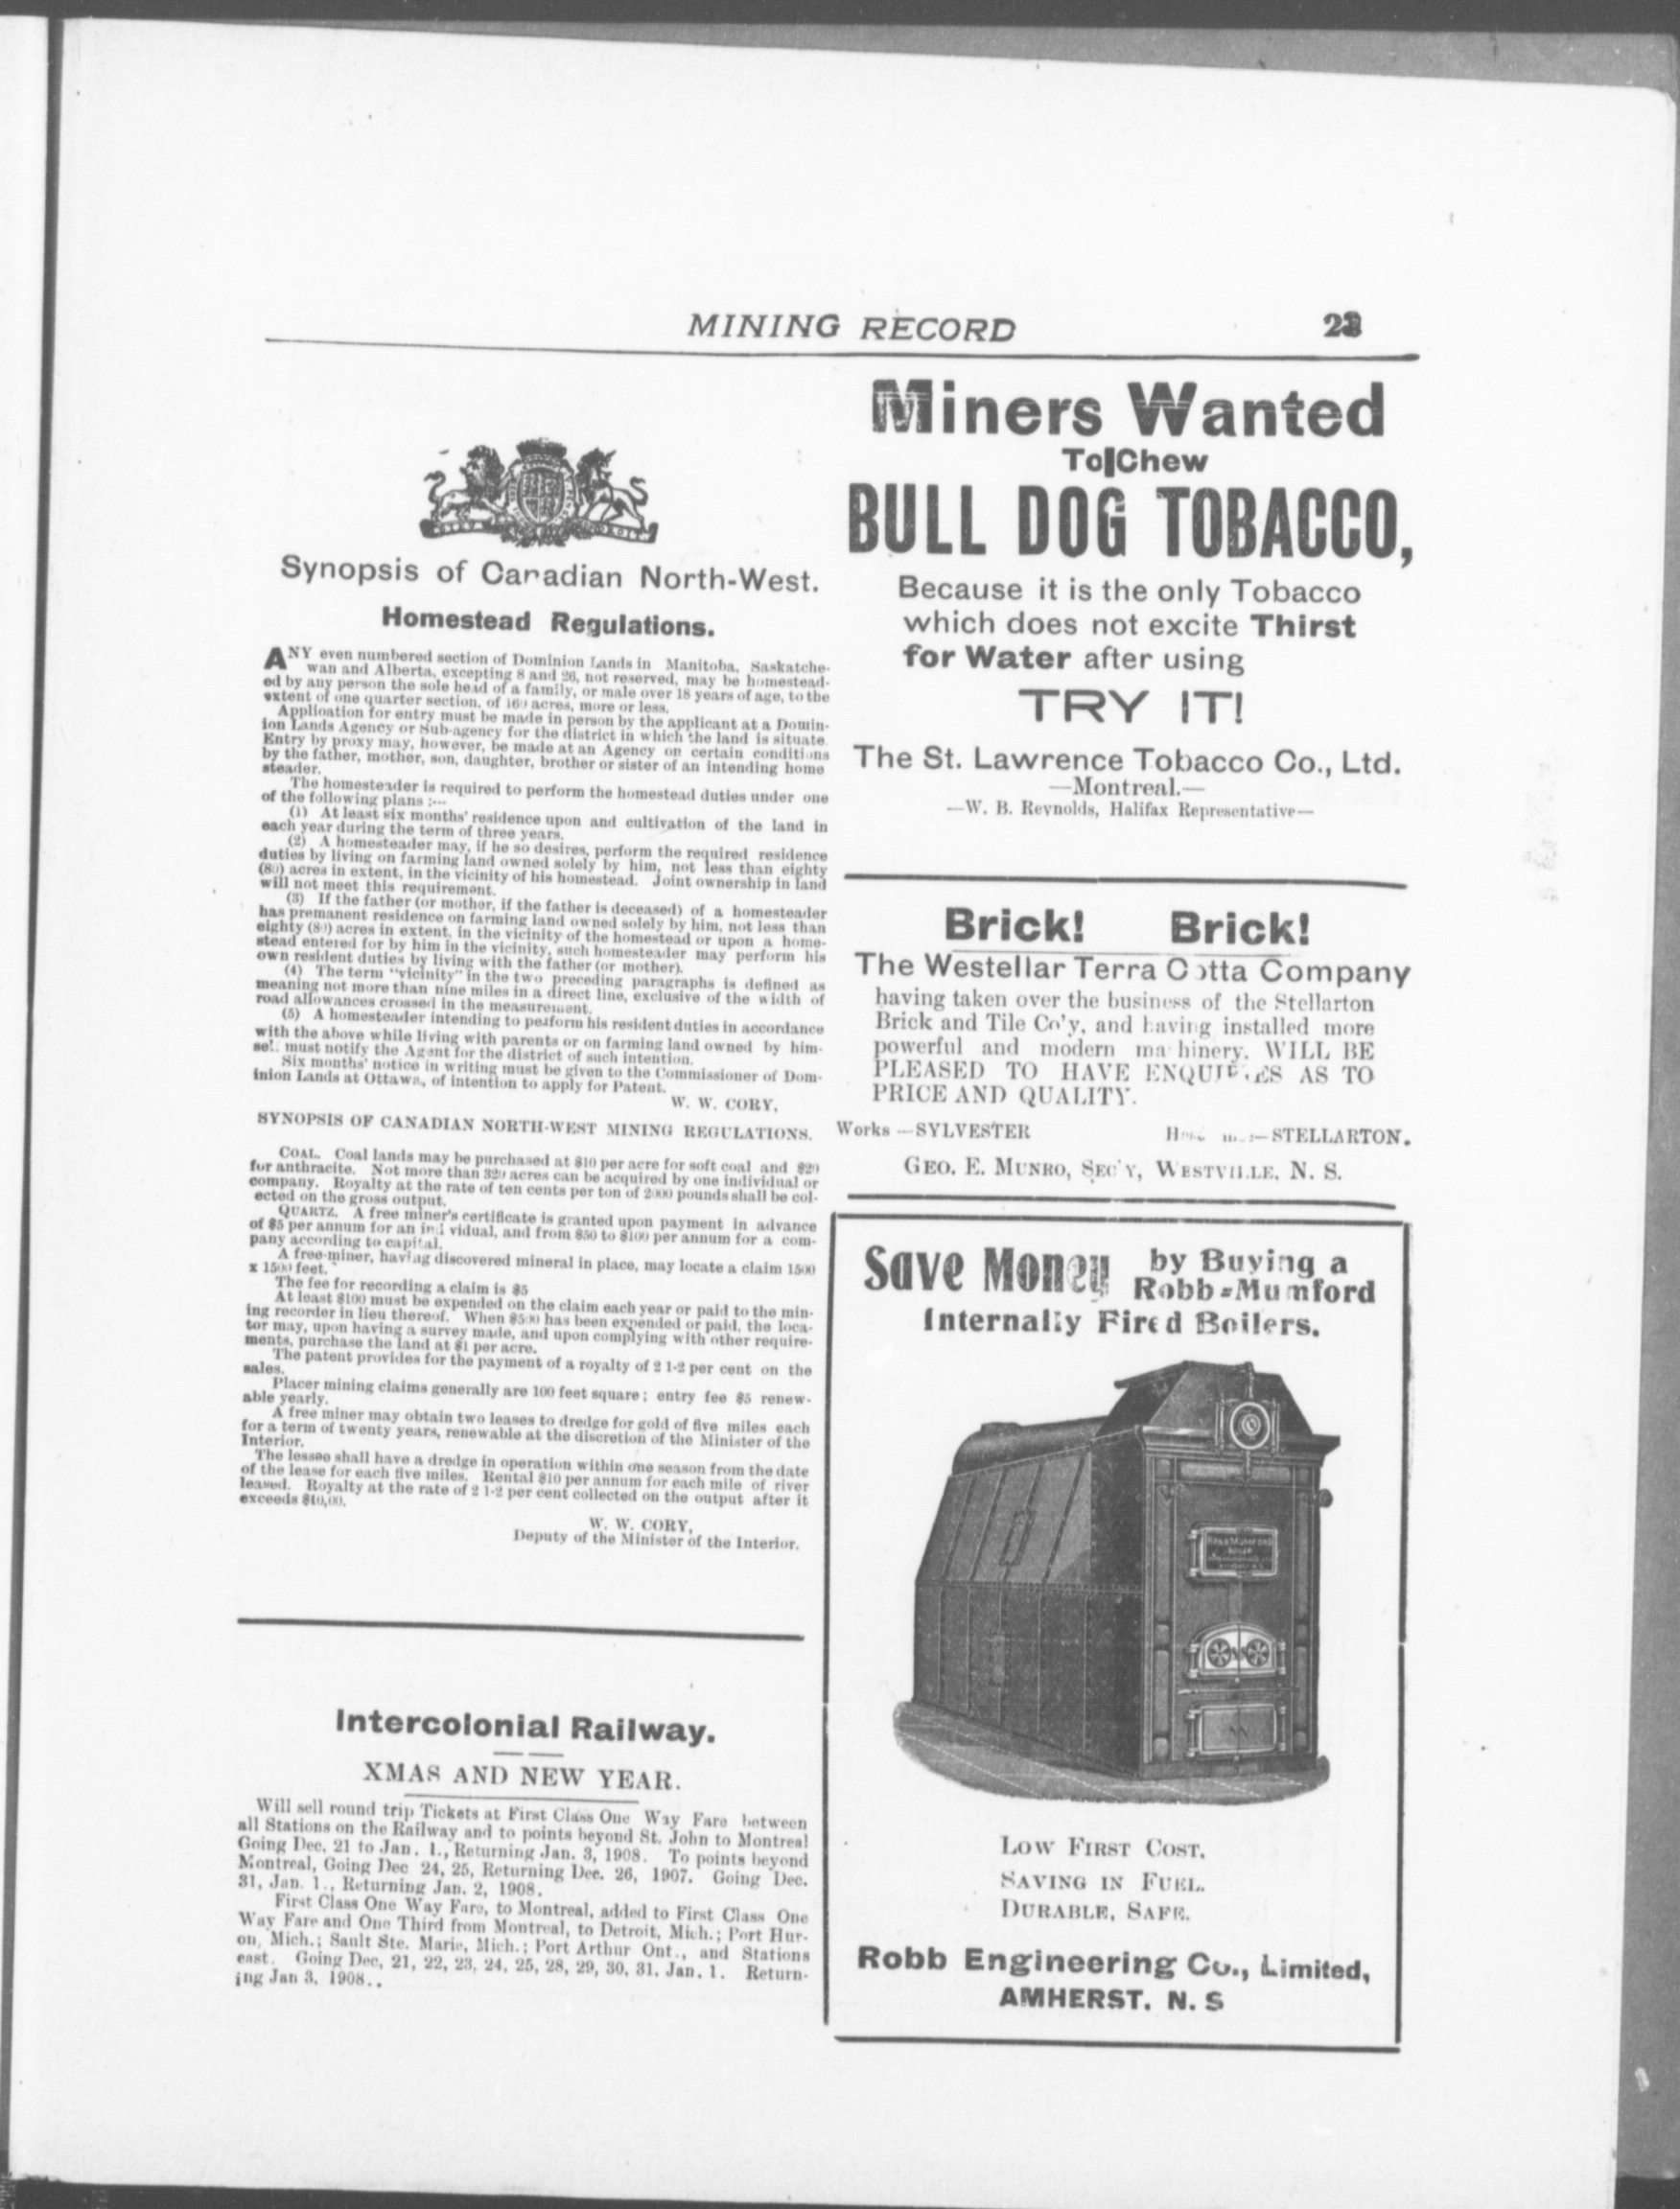 MINING RECORD
Synopsis of Canadian North-West.
Homestead Regulations.
ANY even numbered section of Dominion Lands in Manitoba, Saskatche-
wan and Alberta, excepting 8 and 26, not reserved, may be homestead-
ed by any person the sole head of a family, or male over 18 years of age, to the
extent of one quarter section, of 160 acres, more or less.
Application for entry must be made in person by the applicant at a Domin-
ion Lands Agency or Sub-agency for the district in which the land is situate.
Entry by proxy may, however, be made at an Agency on certain conditions
by the father, mother, son, daughter, brother or sister of an intending home
steader.
The homesteader is required to perform the homestead duties under one
of the following plans :--
(1) At least six months' residence upon and cultivation of the land in
each year during the term of three years.
(2) A homesteader may, if he so desires, perform the required residence
duties by living on farming land owned solely by him, not less than eighty
(80) acres in extent, in the vicinity of his homestead. Joint ownership in land
will not meet this requirement.
(3) If the father (or mother, if the father is deceased) of a homesteader
has premanent residence on farming land owned solely by him, not less than
eighty (80) acres in extent, in the vicinity of the homestead or upon a home-
stead entered for by him in the vicinity, such homesteader may perform his
own resident duties by living with the father (or mother).
(4) The term "vicinity" in the two preceding paragraphs is defined as
meaning not more than nine miles in a direct line, exclusive of the width of
road allowances crossed in the measurement.
(5) A homesteader intending to perform his resident duties in accordance
with the above while living with parents or on farming land owned by him-
self, must notify the Agent for the district of such intention.
Six months' notice in writing must be given to the Commissioner of Dom-
inion Lands at Ottawa, of intention to apply for Patent.
W. W. CORY,
SYNOPSIS OF CANADIAN NORTH-WEST MINING REGULATIONS.
COAL. Coal lands may be purchased at $10 per acre for soft coal and $20
for anthracite. Not more than 320 acres can be acquired by one individual or
company. Royalty at the rate of ten cents per ton of 2000 pounds shall be col-
ected on the gross output.
QUARTZ. A free miner's certificate is granted upon payment in advance
of $5 per annum for an indi vidual, and from $50 to $100 per annum for a com-
pany according to capital.
A free-miner, having discovered mineral in place, may locate a claim 1500
x 1500 feet.
The fee for recording a claim is $5
At least $100 must be expended on the claim each year or paid to the min-
ing recorder in lieu thereof. When $500 has been expended or paid, the loca-
tor may, upon having a survey made, and upon complying with other require-
ments, purchase the land at $1 per acre.
The patent provides for the payment of a royalty of 2 1-2 per cent on the
sales.
Placer mining claims generally are 100 feet square; entry fee $5 renew-
able yearly.
A free miner may obtain two leases to dredge for gold of five miles each
for a term of twenty years, renewable at the discretion of the Minister of the
Interior.
The lessee shall have a dredge in operation within one season from the date
of the lease for each five miles. Rental $10 per annum for each mile of river
leased. Royalty at the rate of 2 1-2 per cent collected on the output after it
exceeds $10,00.
W. W. CORY,
Deputy of the Minister of the Interior.
Intercolonial Railway.
XMAS AND NEW YEAR.
Will sell round trip Tickets at First Class One Way Fare between
all Stations on the Railway and to points beyond St. John to Montreal
Going Dec. 21 to Jan. 1., Returning Jan. 3, 1908. To points beyond
Montreal, Going Dec 24, 25, Returning Dec. 26, 1907. Going Dec.
31, Jan. 1., Returning Jan. 2, 1908.
First Class One Way Fare, to Montreal, added to First Class One
Way Fare and One Third from Montreal, to Detroit, Mich.; Port Hur-
on, Mich.; Sault Ste. Marie, Mich.; Port Arthur Ont., and Stations
east. Going Dec, 21, 22, 23, 24, 25, 28, 29, 30, 31, Jan. 1. Return-
ing Jan 3, 1908..
Miners Wanted
To Chew
BULL DOG TOBACCO,
Because it is the only Tobacco
which does not excite Thirst
for Water after using
TRY IT!
The St. Lawrence Tobacco Co., Ltd.
—Montreal.—
—W. B. Reynolds, Halifax Representative—
Brick! Brick!
The Westellar Terra Cotta Company
having taken over the business of the Stellarton
Brick and Tile Co'y, and having installed more
powerful and modern machinery. WILL BE
PLEASED TO HAVE ENQUIRIES AS TO
PRICE AND QUALITY.
Works —SYLVESTER —STELLARTON.
GEO. E. MUNRO, SEC'Y, WESTVILLE, N. S.
Save Money by Buying a
Robb-Mumford
Internally Fired Boilers.
ROBB MUMFORD
BOILER
LOW FIRST COST,
SAVING IN FUEL.
DURABLE, SAFE.
Robb Engineering Co., Limited,
AMHERST. N. S